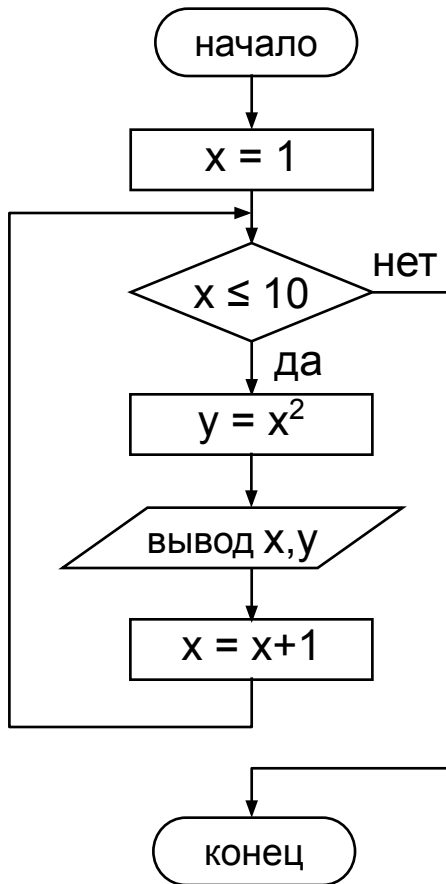 начало
x = 1
x ≤ 10
нет
да
y = x²
вывод x,y
x = x+1
конец